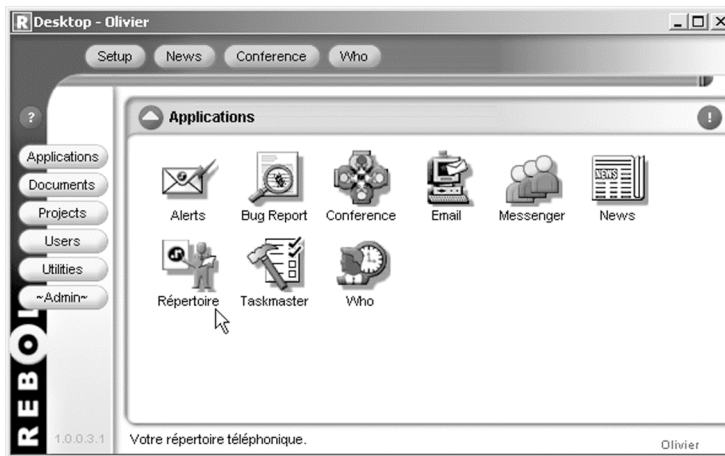 R Desktop - Olivier
Setup News Conference Who
?
Applications
!
Applications
Documents
Projects
Users
Utilities
~Admin~
Alerts Bug Report Conference Email Messenger News
NEWS
Répertoire Taskmaster Who
REBOL
1.0.0.3.1
Votre répertoire téléphonique.
Olivier